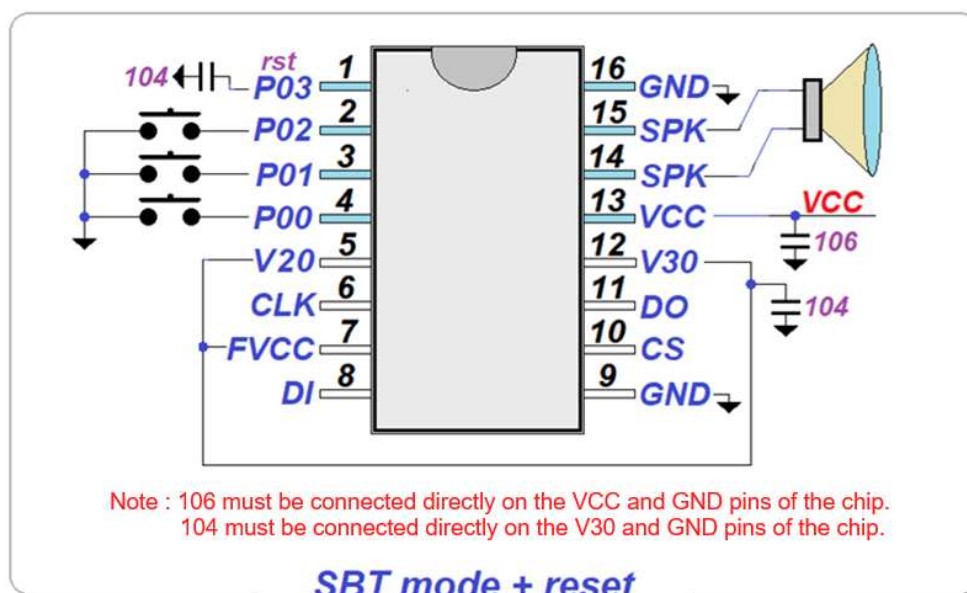 rst
104 P03 1 16 GND
P02 2 15 SPK
P01 3 14 SPK
P00 4 13 VCC VCC
106
V20 5 12 V30
CLK 6 11 DO 104
FVCC 7 10 CS
DI 8 9 GND
Note : 106 must be connected directly on the VCC and GND pins of the chip.
104 must be connected directly on the V30 and GND pins of the chip.
SBT mode + reset